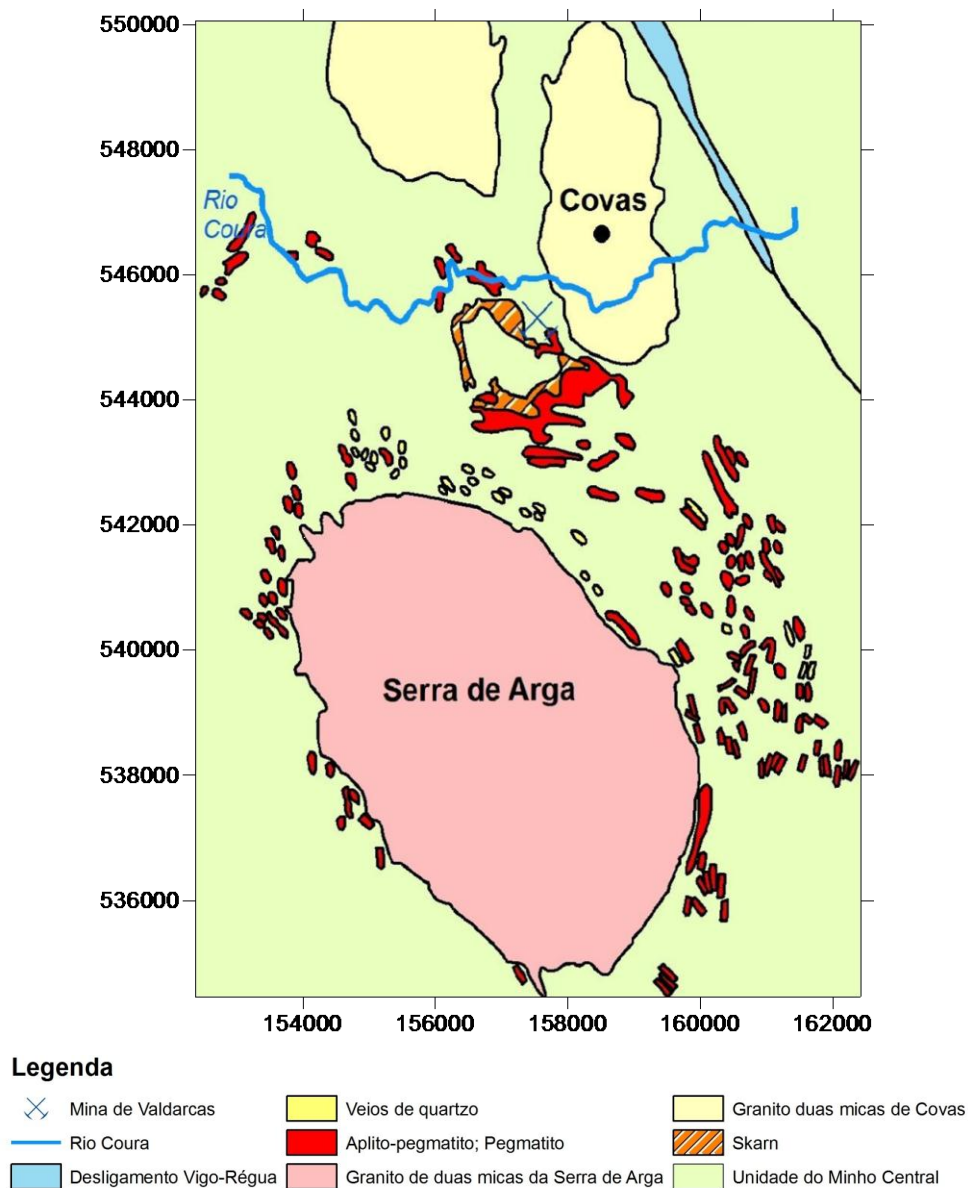 550000
548000
546000
544000
542000
540000
538000
536000
Rio
Coura
Covas
Serra de Arga
154000 156000 158000 160000 162000
Legenda
Mina de Valdarcas Veios de quartzo Granito duas micas de Covas
Rio Coura Aplito-pegmatito; Pegmatito Skarn
Desligamento Vigo-Régua Granito de duas micas da Serra de Arga Unidade do Minho Central